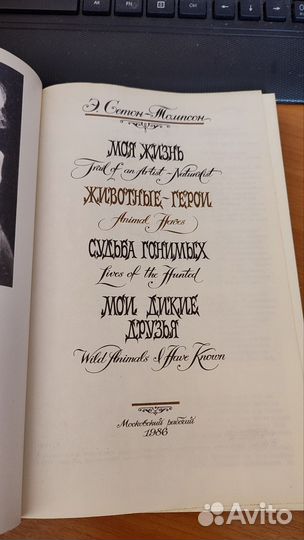 Э Сетон-Томпсон
МОЯ ЖИЗНЬ
Trail of an Artist-Naturalist
ЖИВОТНЫЕ-ГЕРОИ
Animal Heroes
СУДЬБА ГОНИМЫХ
Lives of the Hunted
МОИ ДИКИЕ
ДРУЗЬЯ
Wild Animals I Have Known
Московский рабочий
1986
Avito